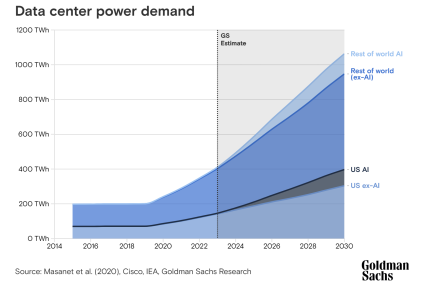 Data center power demand
1200 TWh
1000 TWh
800 TWh
600 TWh
400 TWh
200 TWh
0 TWh
2014 2016 2018 2020 2022 2024 2026 2028 2030
GS
Estimate
Rest of world AI
Rest of world
(ex-AI)
US AI
US ex-AI
Source: Masanet et al. (2020), Cisco, IEA, Goldman Sachs Research
Goldman
Sachs